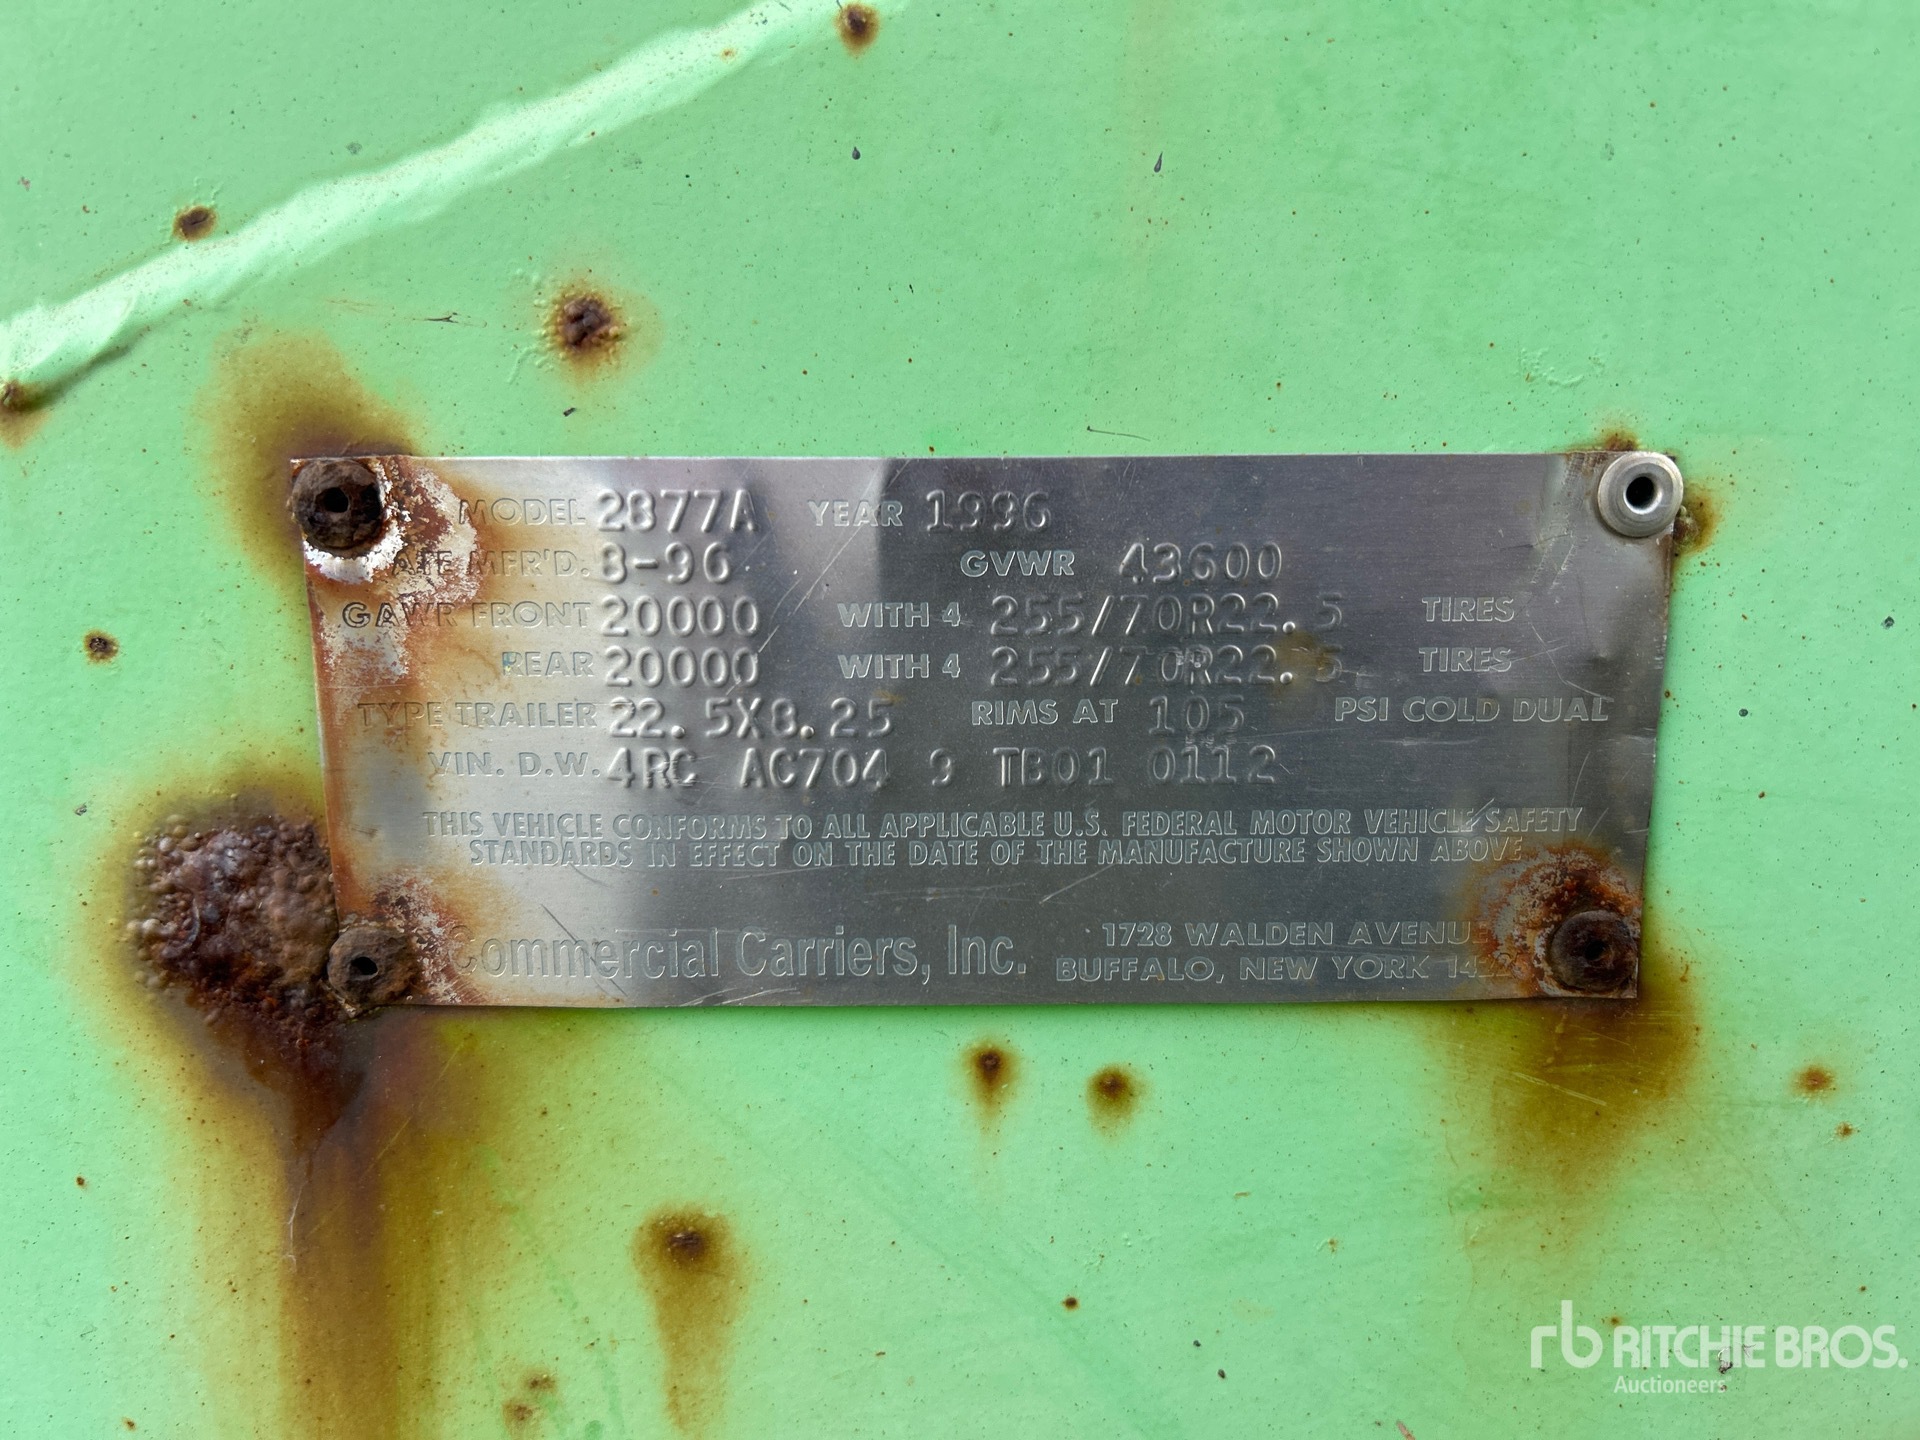 MODEL 2877A YEAR 1996
ATE MFR'D. 8-96 GVWR 43600
GAWR FRONT 20000 WITH 4 255/70R22.5 TIRES
REAR 20000 WITH 4 255/70R22.5 TIRES
TYPE TRAILER 22.5X8.25 RIMS AT 105 PSI COLD DUAL
VIN. D.W. 4RC AC704 9 TB01 0112
THIS VEHICLE CONFORMS TO ALL APPLICABLE U.S. FEDERAL MOTOR VEHICLE SAFETY
STANDARDS IN EFFECT ON THE DATE OF THE MANUFACTURE SHOWN ABOVE
Commercial Carriers, Inc. 1728 WALDEN AVENUE
BUFFALO, NEW YORK
rb RITCHIE BROS.
Auctioneers